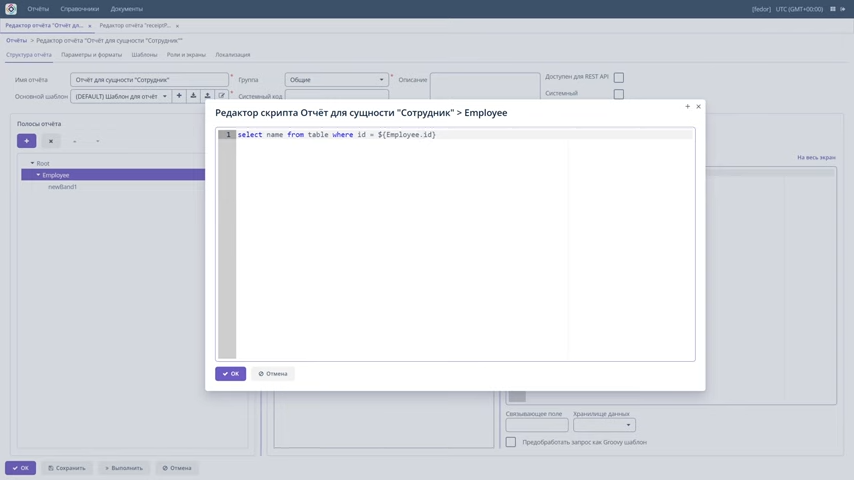 Отчёты Справочники Документы [fedor] UTC (GMT+00:00)
Редактор отчёта "Отчёт дл... × Редактор отчёта "receiptP... ×
Отчёты > Редактор отчёта "Отчёт для сущности "Сотрудник""
Структура отчёта Параметры и форматы Шаблоны Роли и экраны Локализация
Имя отчёта Отчёт для сущности "Сотрудник" * Группа Общие Описание Доступен для REST API
Основной шаблон (DEFAULT) Шаблон для отчёт * Системный код Системный
Редактор скрипта Отчёт для сущности "Сотрудник" > Employee
Полосы отчёта
1 select name from table where id = ${Employee.id}
На весь экран
Root
Employee
newBand1
OK Отмена
Связывающее поле Хранилище данных
Предобработать запрос как Groovy шаблон
OK Сохранить Выполнить Отмена